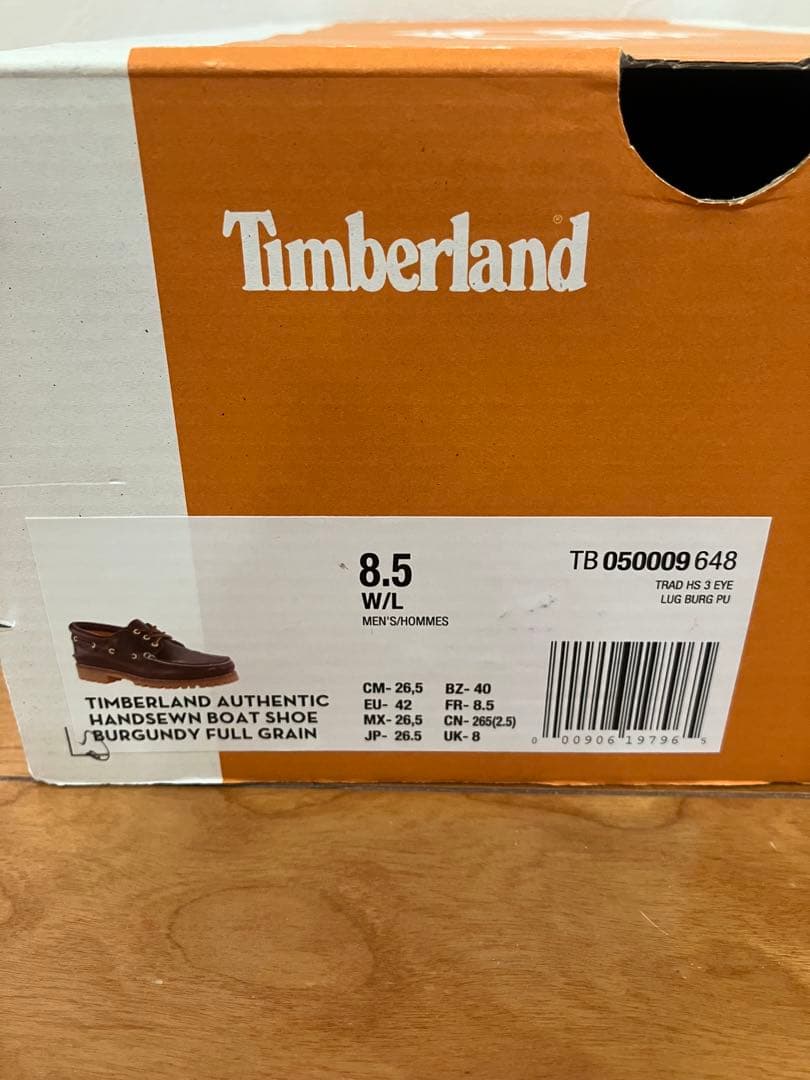 Timberland®
8.5
W/L
MEN'S/HOMMES
TB 050009 648
TRAD HS 3 EYE
LUG BURG PU
TIMBERLAND AUTHENTIC
HANDSEWN BOAT SHOE
BURGUNDY FULL GRAIN
CM- 26,5 BZ- 40
EU- 42 FR- 8.5
MX- 26,5 CN- 265(2.5)
JP- 26.5 UK- 8
0 00906 19796 5